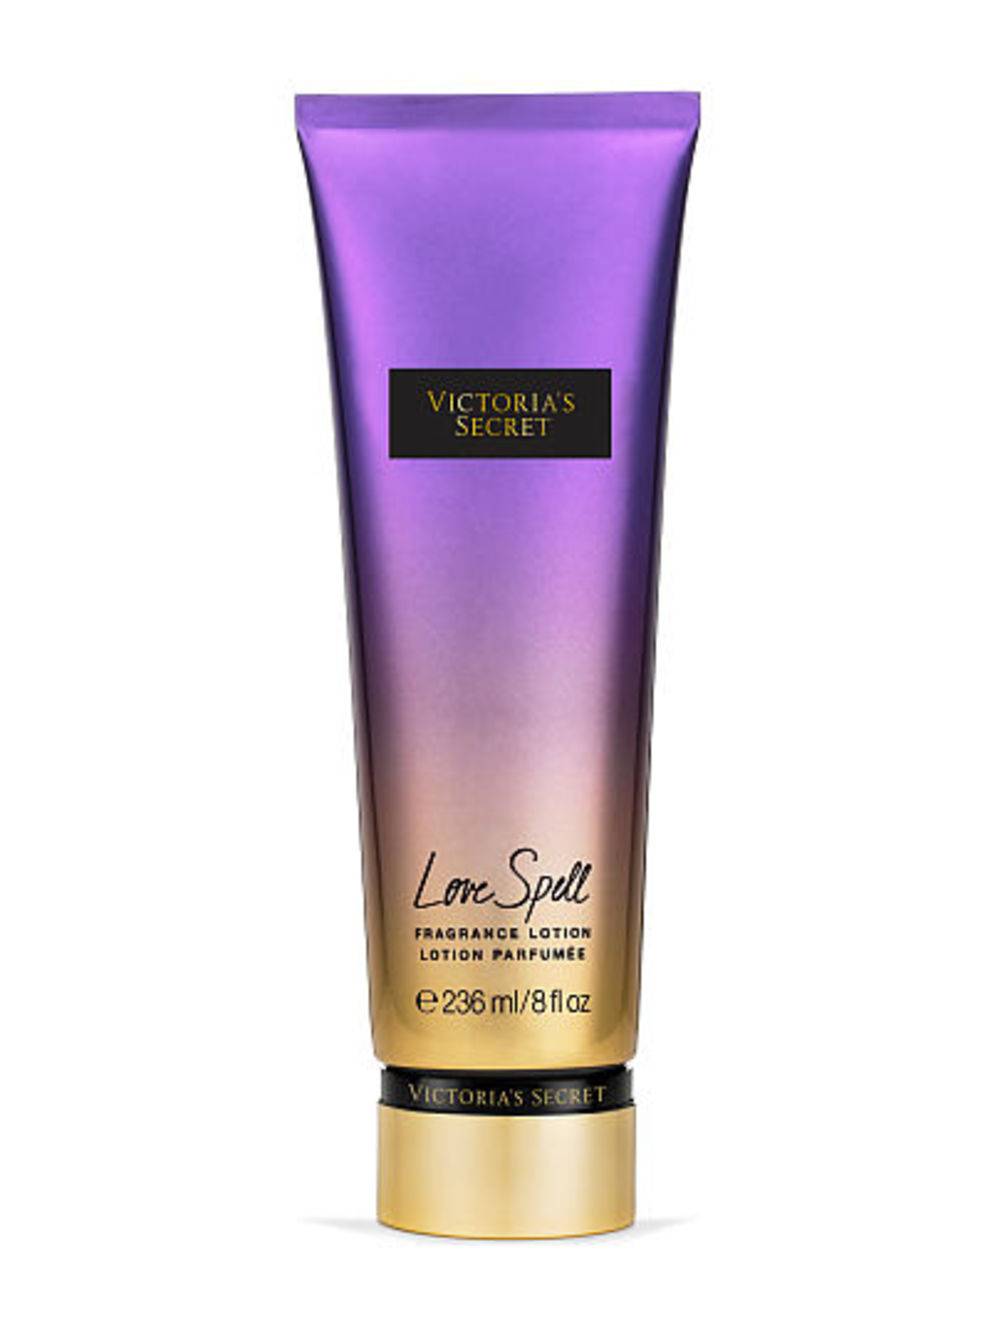 VICTORIA'S
SECRET
Love Spell
FRAGRANCE LOTION
LOTION PARFUMÉE
℮ 236 ml/8 fl oz
VICTORIA'S SECRET